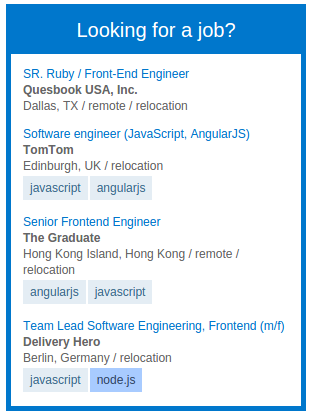 Looking for a job?
SR. Ruby / Front-End Engineer
Quesbook USA, Inc.
Dallas, TX / remote / relocation
Software engineer (JavaScript, AngularJS)
TomTom
Edinburgh, UK / relocation
javascript angularjs
Senior Frontend Engineer
The Graduate
Hong Kong Island, Hong Kong / remote /
relocation
angularjs javascript
Team Lead Software Engineering, Frontend (m/f)
Delivery Hero
Berlin, Germany / relocation
javascript node.js